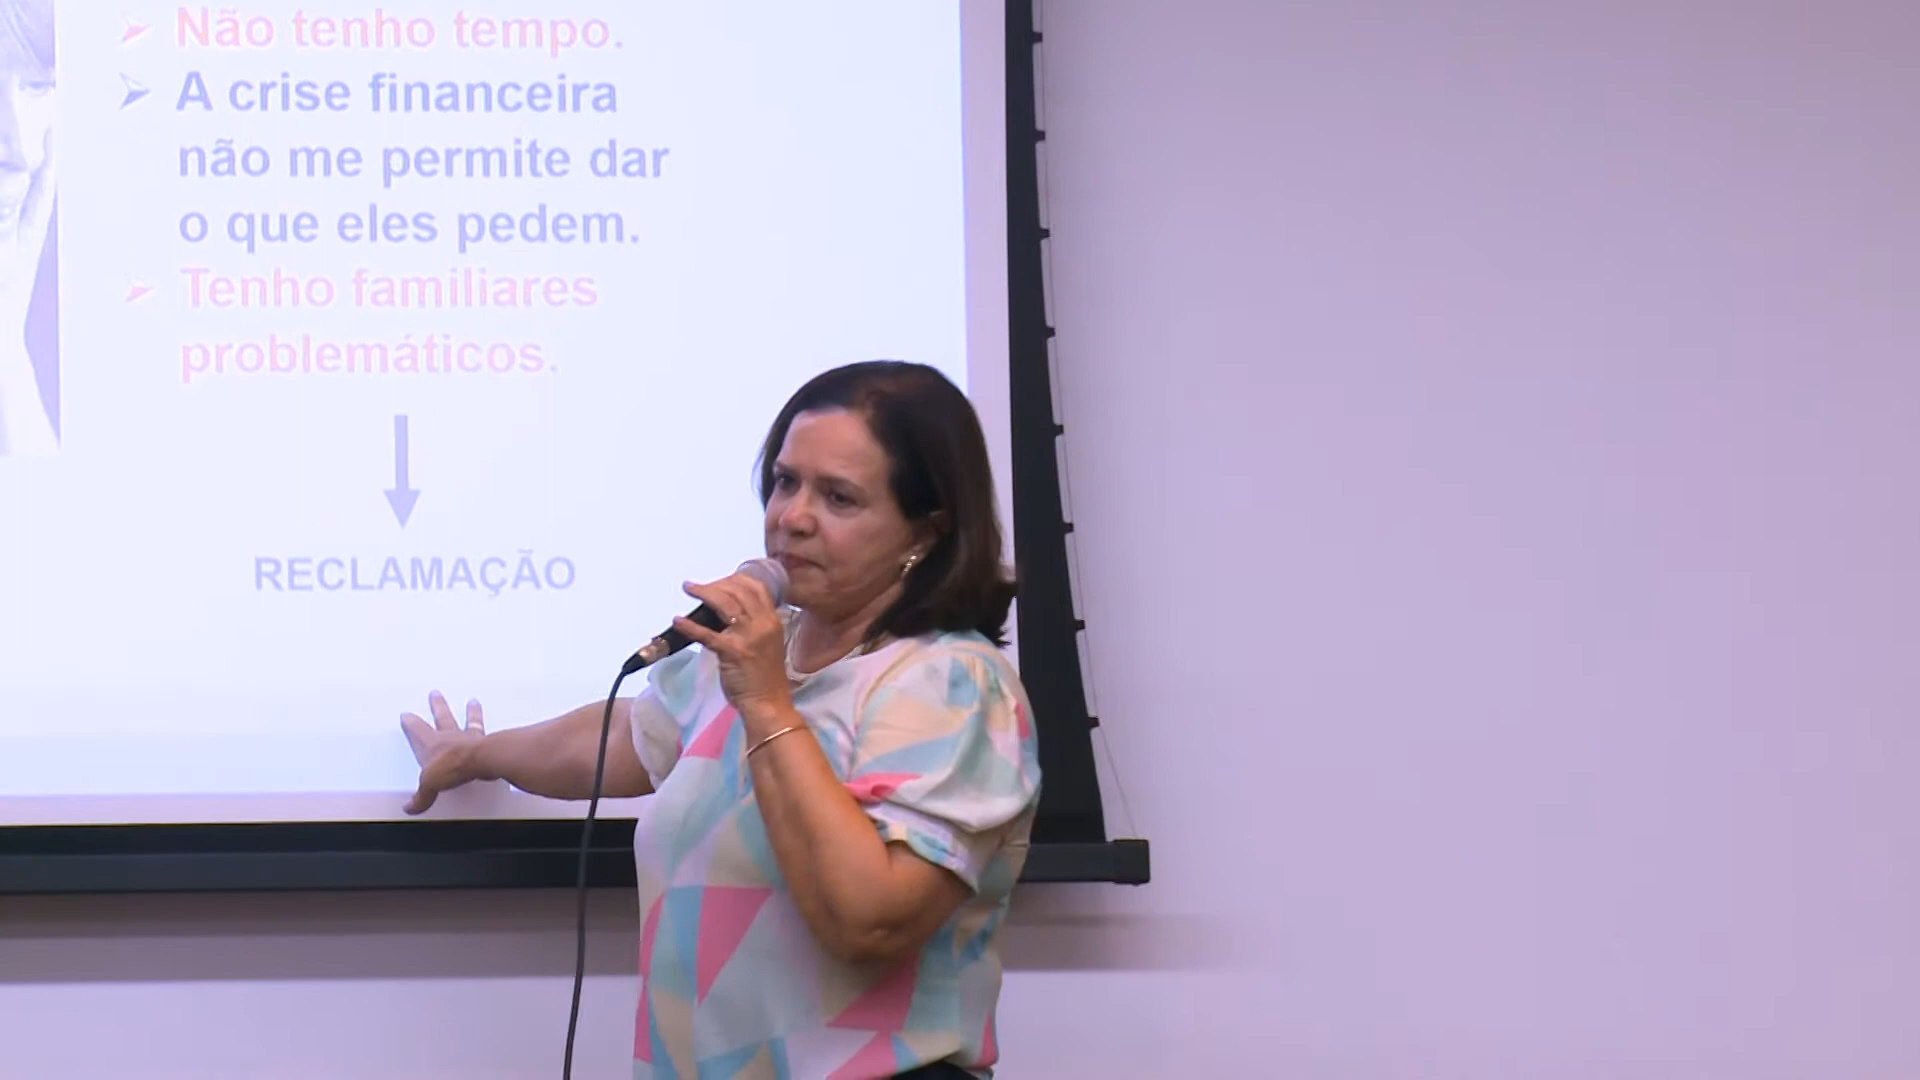 Não tenho tempo.
A crise financeira
não me permite dar
o que eles pedem.
Tenho familiares
problemáticos.
RECLAMAÇÃO